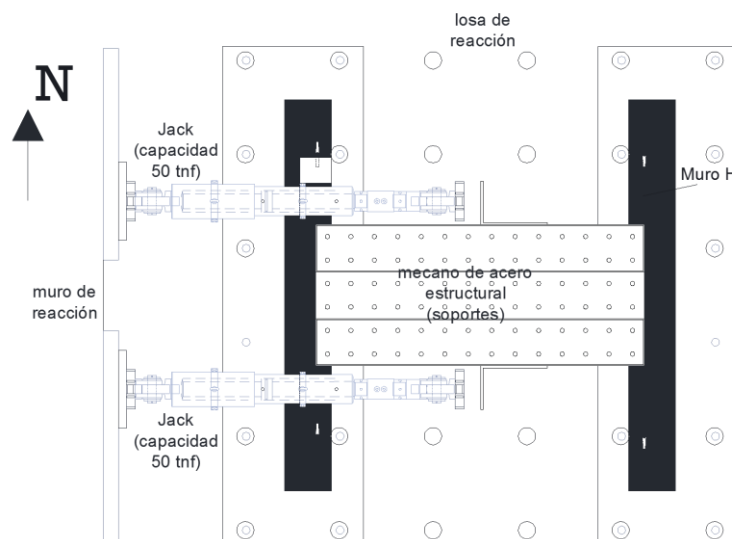 losa de
reacción
N
Jack
(capacidad
50 tnf)
Muro H
mecano de acero
estructural
(soportes)
muro de
reacción
Jack
(capacidad
50 tnf)